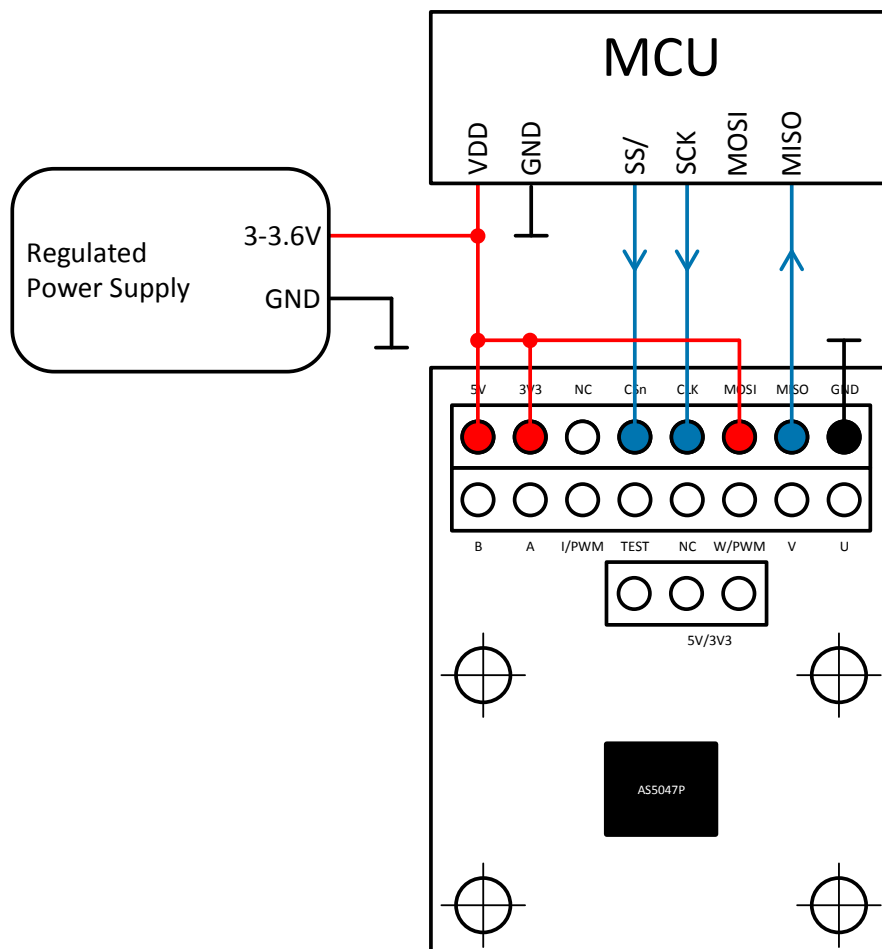 MCU
VDD
GND
SS/
SCK
MOSI
MISO
Regulated
Power Supply
3-3.6V
GND
5V 3V3 NC CSn CLK MOSI MISO GND
B A I/PWM TEST NC W/PWM V U
5V/3V3
AS5047P